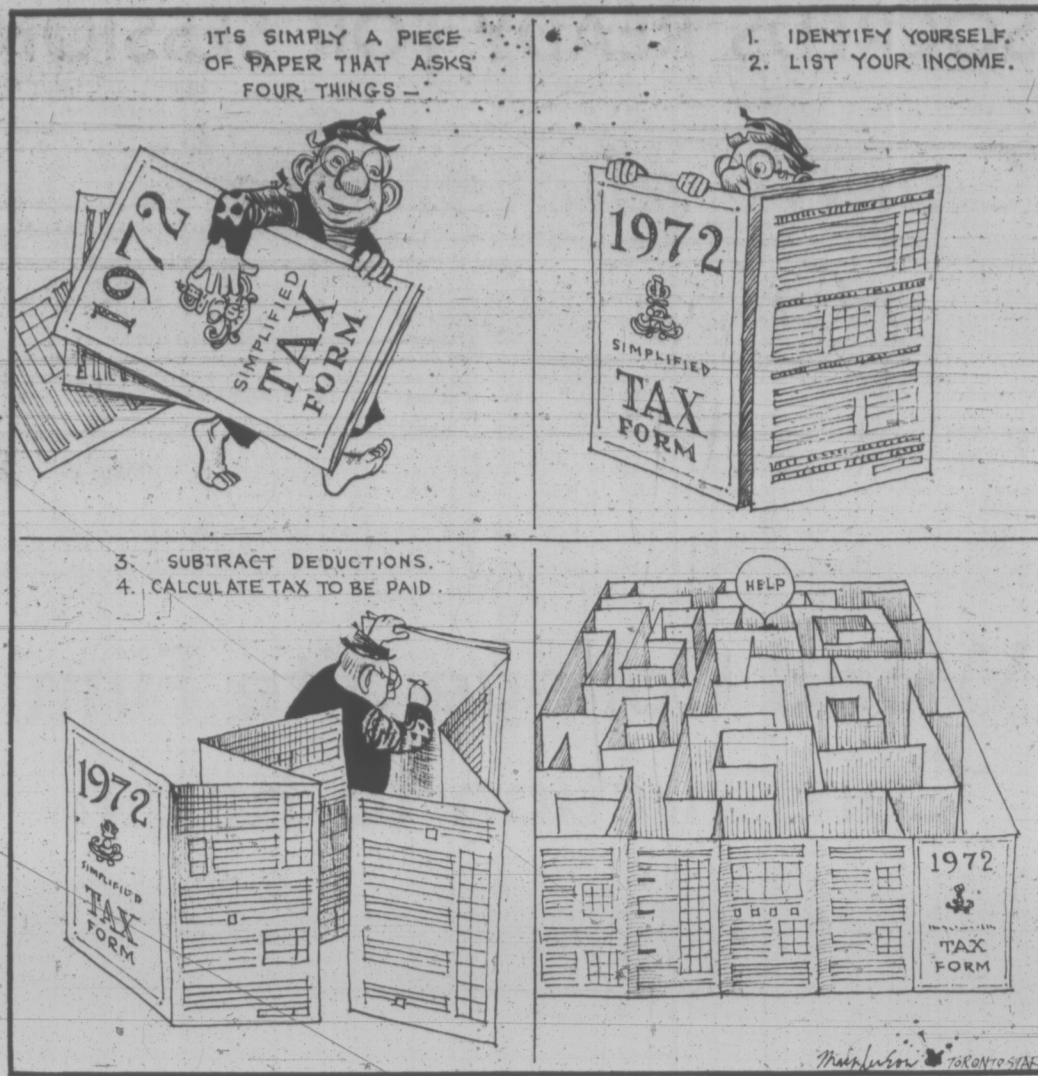 IT'S SIMPLY A PIECE
OF PAPER THAT ASKS
FOUR THINGS —
1972
SIMPLIFIED
TAX
FORM
1. IDENTIFY YOURSELF.
2. LIST YOUR INCOME.
1972
SIMPLIFIED
TAX
FORM
3. SUBTRACT DEDUCTIONS.
4. CALCULATE TAX TO BE PAID.
1972
SIMPLIFIED
TAX
FORM
HELP
1972
TAX
FORM
TORONTO STAR